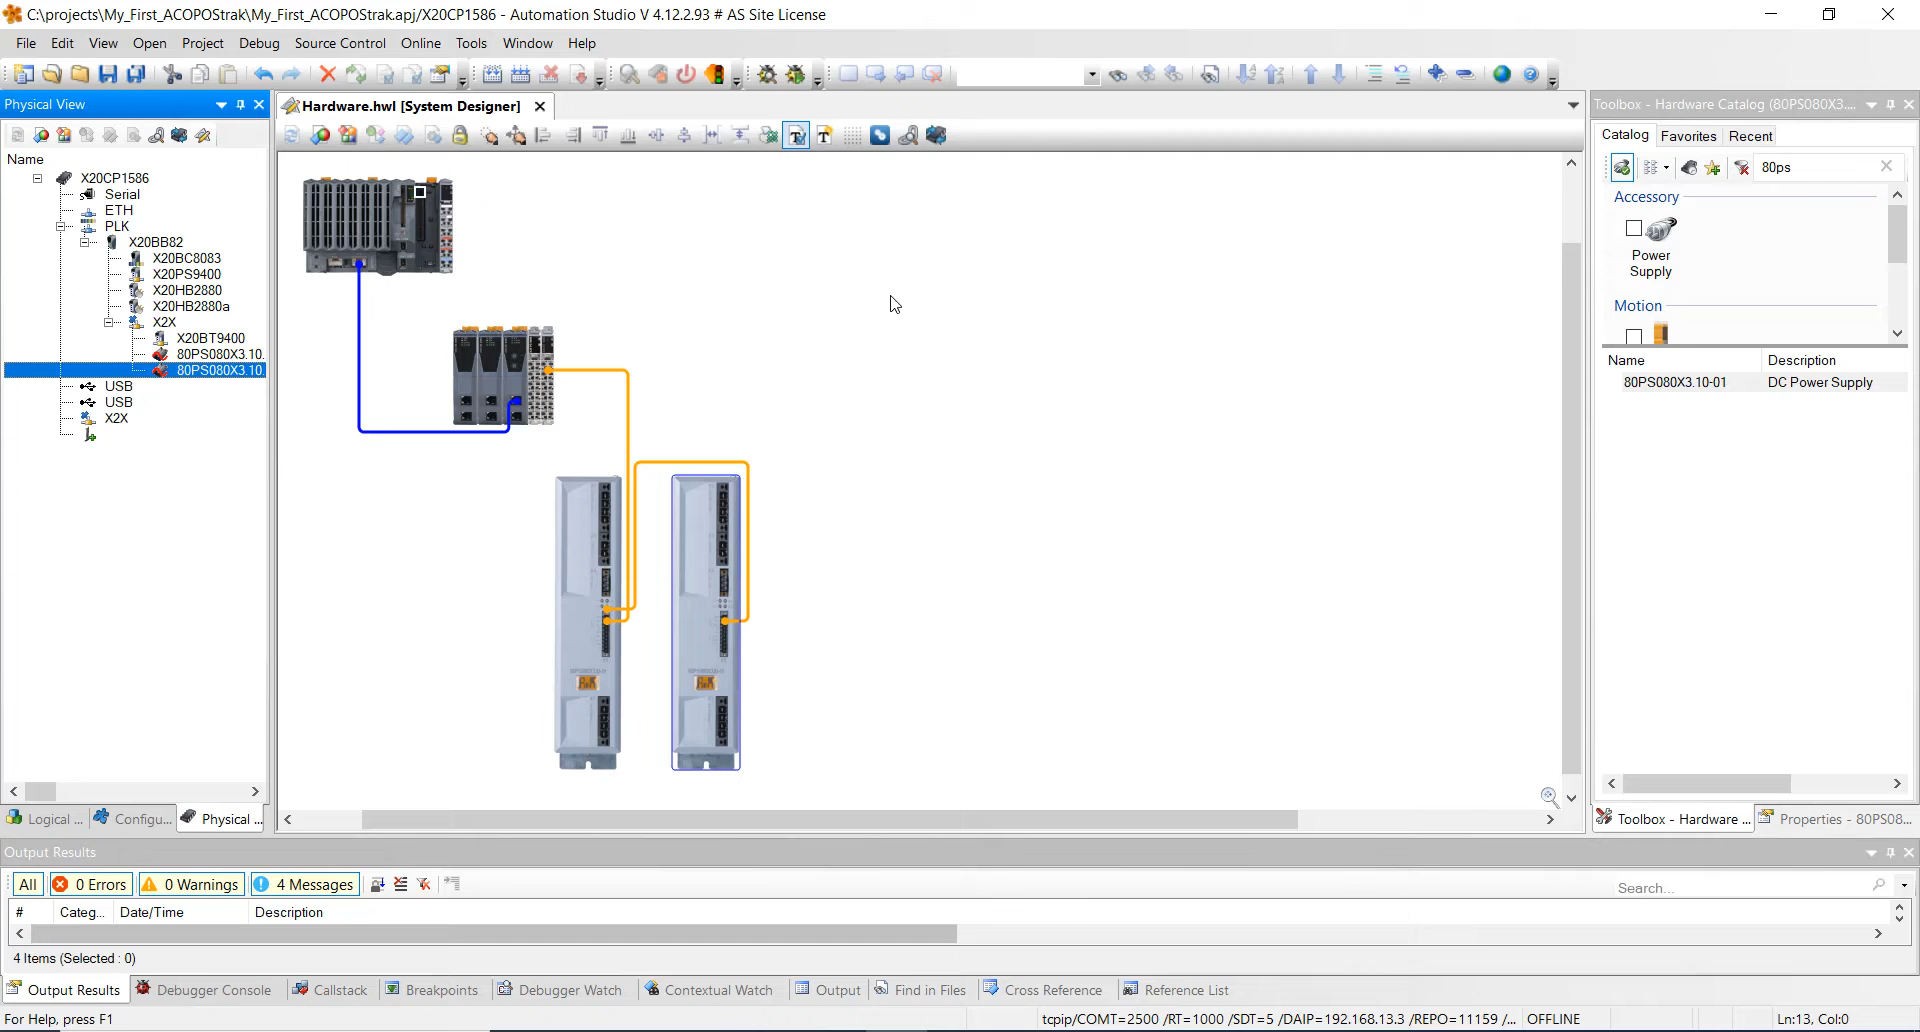 C:\projects\My_First_ACOPOStrak\My_First_ACOPOStrak.apj/X20CP1586 - Automation Studio V 4.12.2.93 # AS Site License
File Edit View Open Project Debug Source Control Online Tools Window Help
Physical View
Hardware.hwl [System Designer]
Toolbox - Hardware Catalog (80PS080X3....
Catalog Favorites Recent
Name
80ps
X20CP1586
Serial
ETH
PLK
X20BB82
X20BC8083
X20PS9400
X20HB2880
X20HB2880a
X2X
X20BT9400
80PS080X3.10.
80PS080X3.10.
USB
USB
X2X
Accessory
Power
Supply
Motion
Name Description
80PS080X3.10-01 DC Power Supply
Logical ... Configu... Physical ...
Toolbox - Hardware ... Properties - 80PS08...
Output Results
All 0 Errors 0 Warnings 4 Messages
Search...
# Categ... Date/Time Description
4 Items (Selected : 0)
Output Results Debugger Console Callstack Breakpoints Debugger Watch Contextual Watch Output Find in Files Cross Reference Reference List
For Help, press F1
tcpip/COMT=2500 /RT=1000 /SDT=5 /DAIP=192.168.13.3 /REPO=11159 /... OFFLINE Ln:13, Col:0